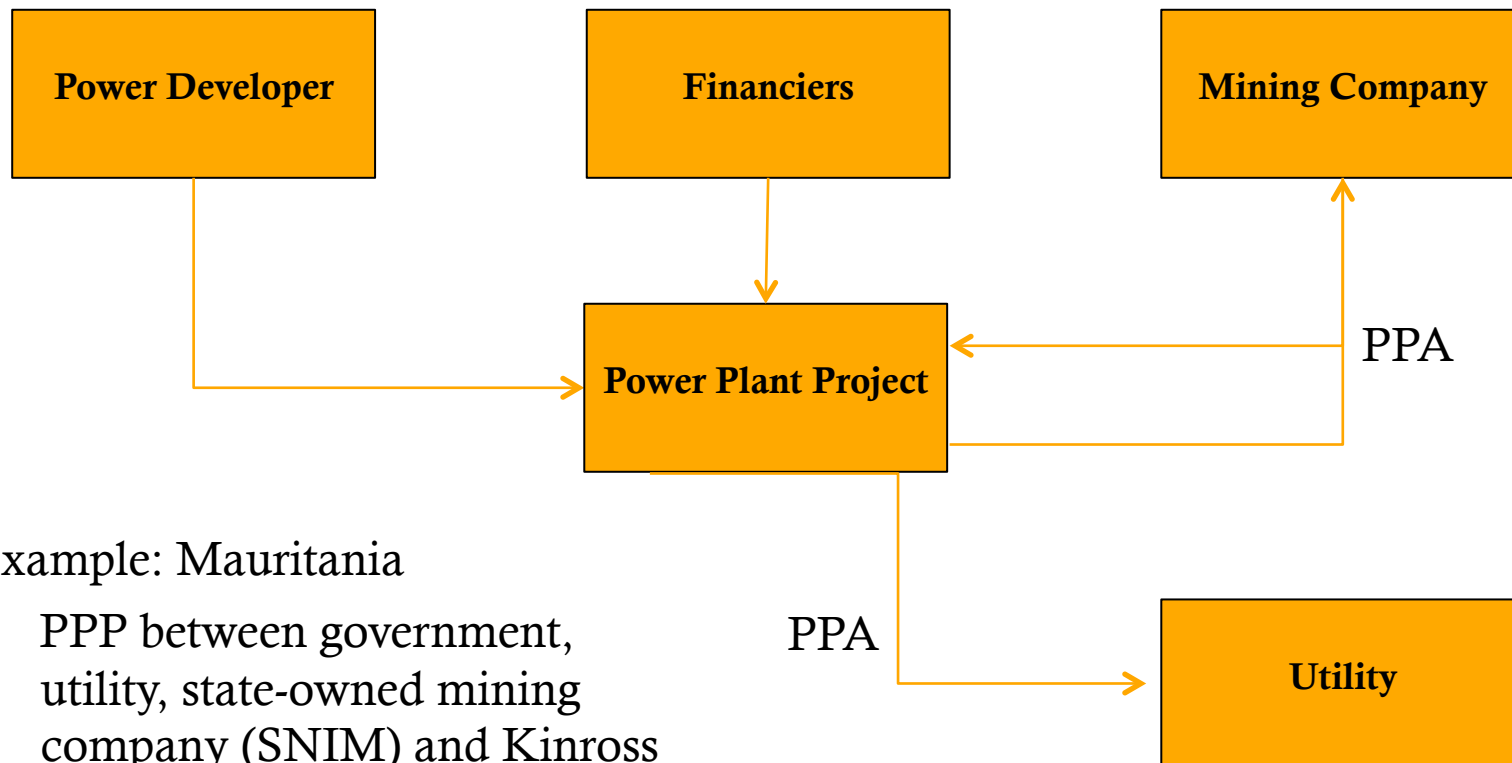 Power Developer
Financiers
Mining Company
PPA
Power Plant Project
xample: Mauritania
PPP between government,
utility, state-owned mining
company (SNIM) and Kinross
PPA
Utility